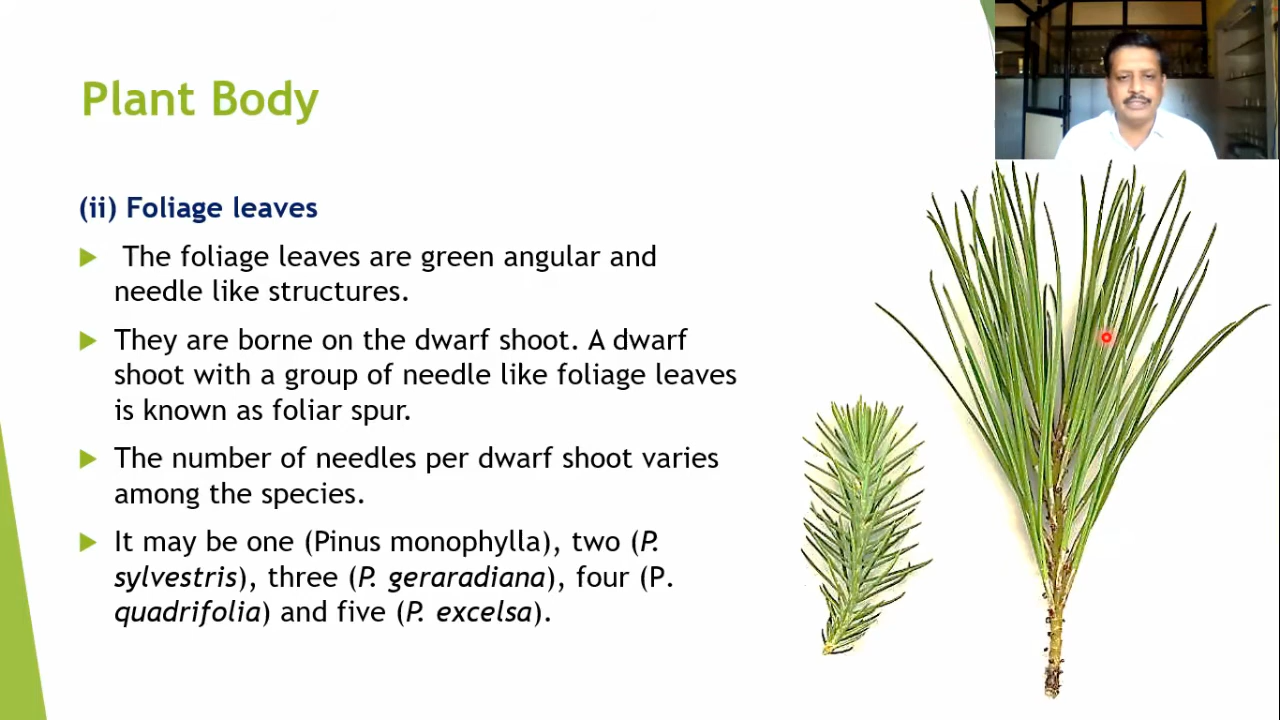 Plant Body
(ii) Foliage leaves
The foliage leaves are green angular and
needle like structures.
They are borne on the dwarf shoot. A dwarf
shoot with a group of needle like foliage leaves
is known as foliar spur.
The number of needles per dwarf shoot varies
among the species.
It may be one (Pinus monophylla), two (P.
sylvestris), three (P. geraradiana), four (P.
quadrifolia) and five (P. excelsa).